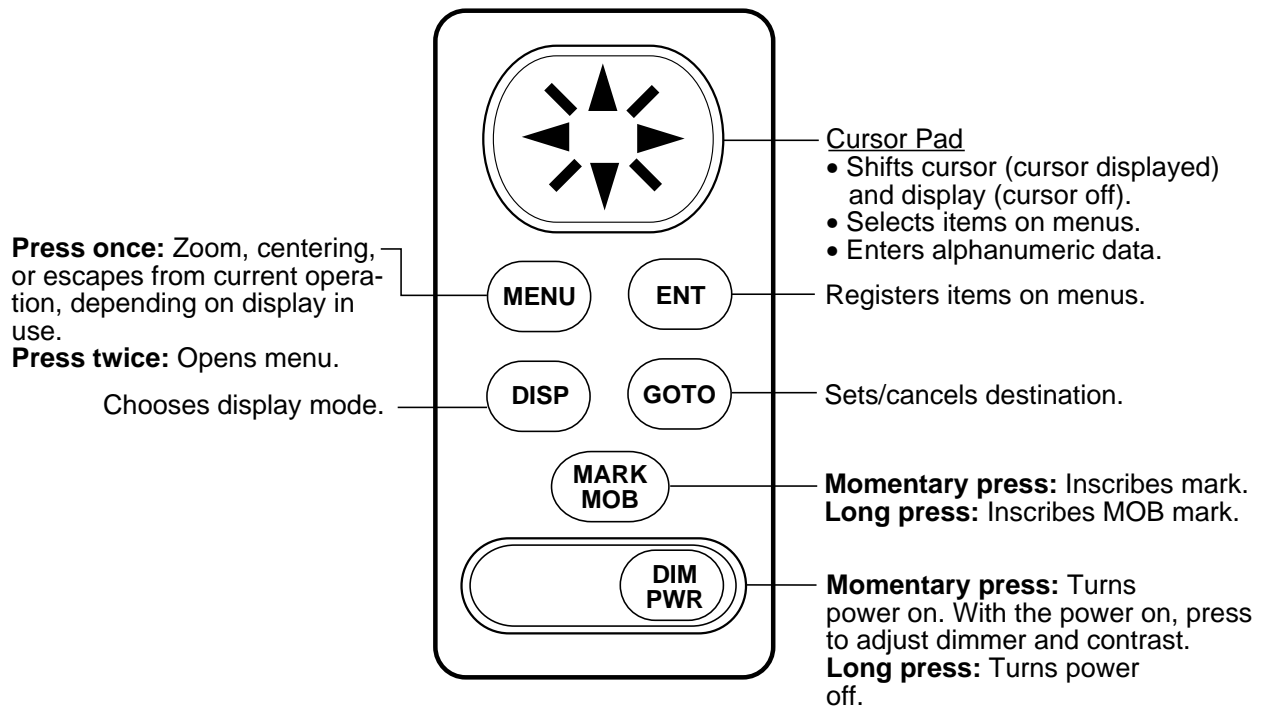 Cursor Pad
• Shifts cursor (cursor displayed)
and display (cursor off).
• Selects items on menus.
• Enters alphanumeric data.
Press once: Zoom, centering,
or escapes from current opera-
tion, depending on display in
use.
Press twice: Opens menu.
MENU
ENT
Registers items on menus.
Chooses display mode.
DISP
GOTO
Sets/cancels destination.
MARK
MOB
Momentary press: Inscribes mark.
Long press: Inscribes MOB mark.
DIM
PWR
Momentary press: Turns
power on. With the power on, press
to adjust dimmer and contrast.
Long press: Turns power
off.